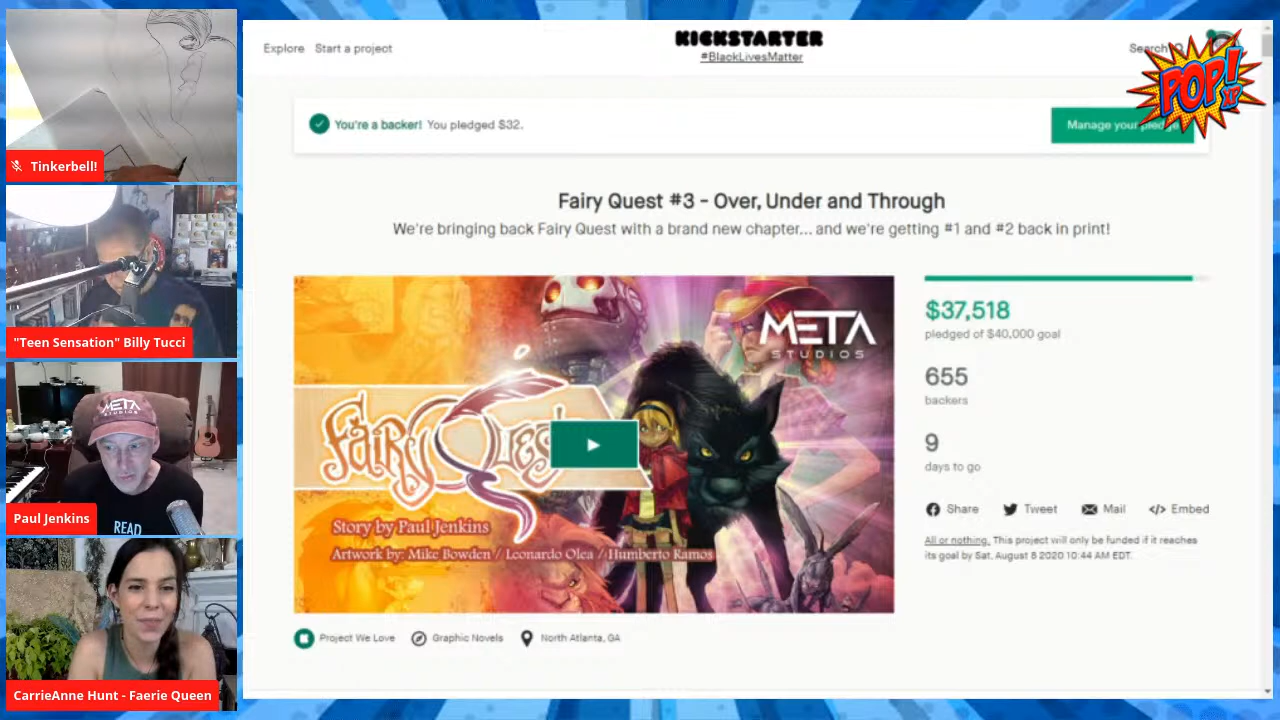 Tinkerbell!
"Teen Sensation" Billy Tucci
META
STUDIOS
READ
Paul Jenkins
CarrieAnne Hunt - Faerie Queen
Explore Start a project
KICKSTARTER
#BlackLivesMatter
Search
POP!
XP
You're a backer! You pledged $32.
Manage your pledge
Fairy Quest #3 - Over, Under and Through
We're bringing back Fairy Quest with a brand new chapter... and we're getting #1 and #2 back in print!
META
STUDIOS
Fairy Quest
Story by Paul Jenkins
Artwork by: Mike Bowden / Leonardo Olea / Humberto Ramos
$37,518
pledged of $40,000 goal
655
backers
9
days to go
Share Tweet Mail </> Embed
All or nothing. This project will only be funded if it reaches
its goal by Sat, August 8 2020 10:44 AM EDT.
Project We Love Graphic Novels North Atlanta, GA